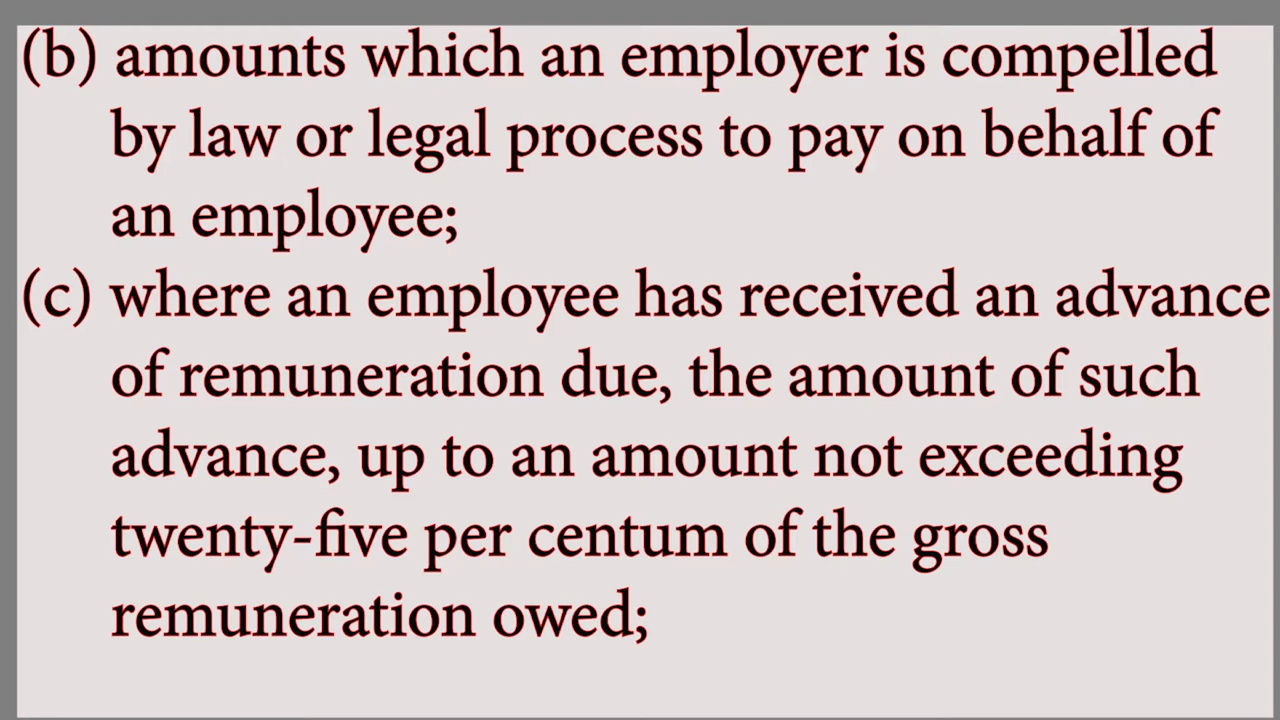 (b) amounts which an employer is compelled
by law or legal process to pay on behalf of
an employee;
(c) where an employee has received an advance
of remuneration due, the amount of such
advance, up to an amount not exceeding
twenty-five per centum of the gross
remuneration owed;